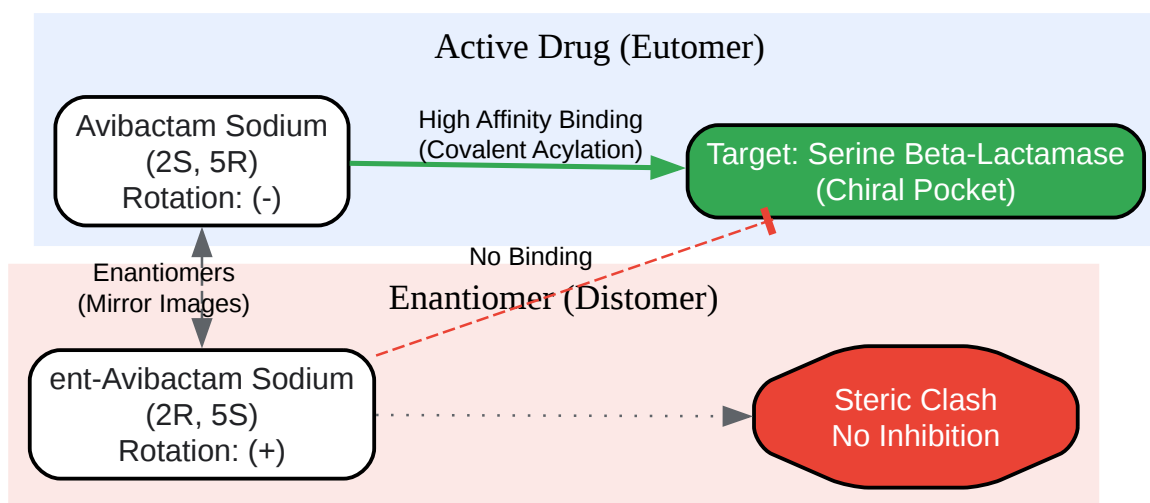 Active Drug (Eutomer)
Avibactam Sodium
(2S, 5R)
Rotation: (-)
High Affinity Binding
(Covalent Acylation)
Target: Serine Beta-Lactamase
(Chiral Pocket)
Enantiomers
(Mirror Images)
No Binding
Enantiomer (Distomer)
ent-Avibactam Sodium
(2R, 5S)
Rotation: (+)
Steric Clash
No Inhibition